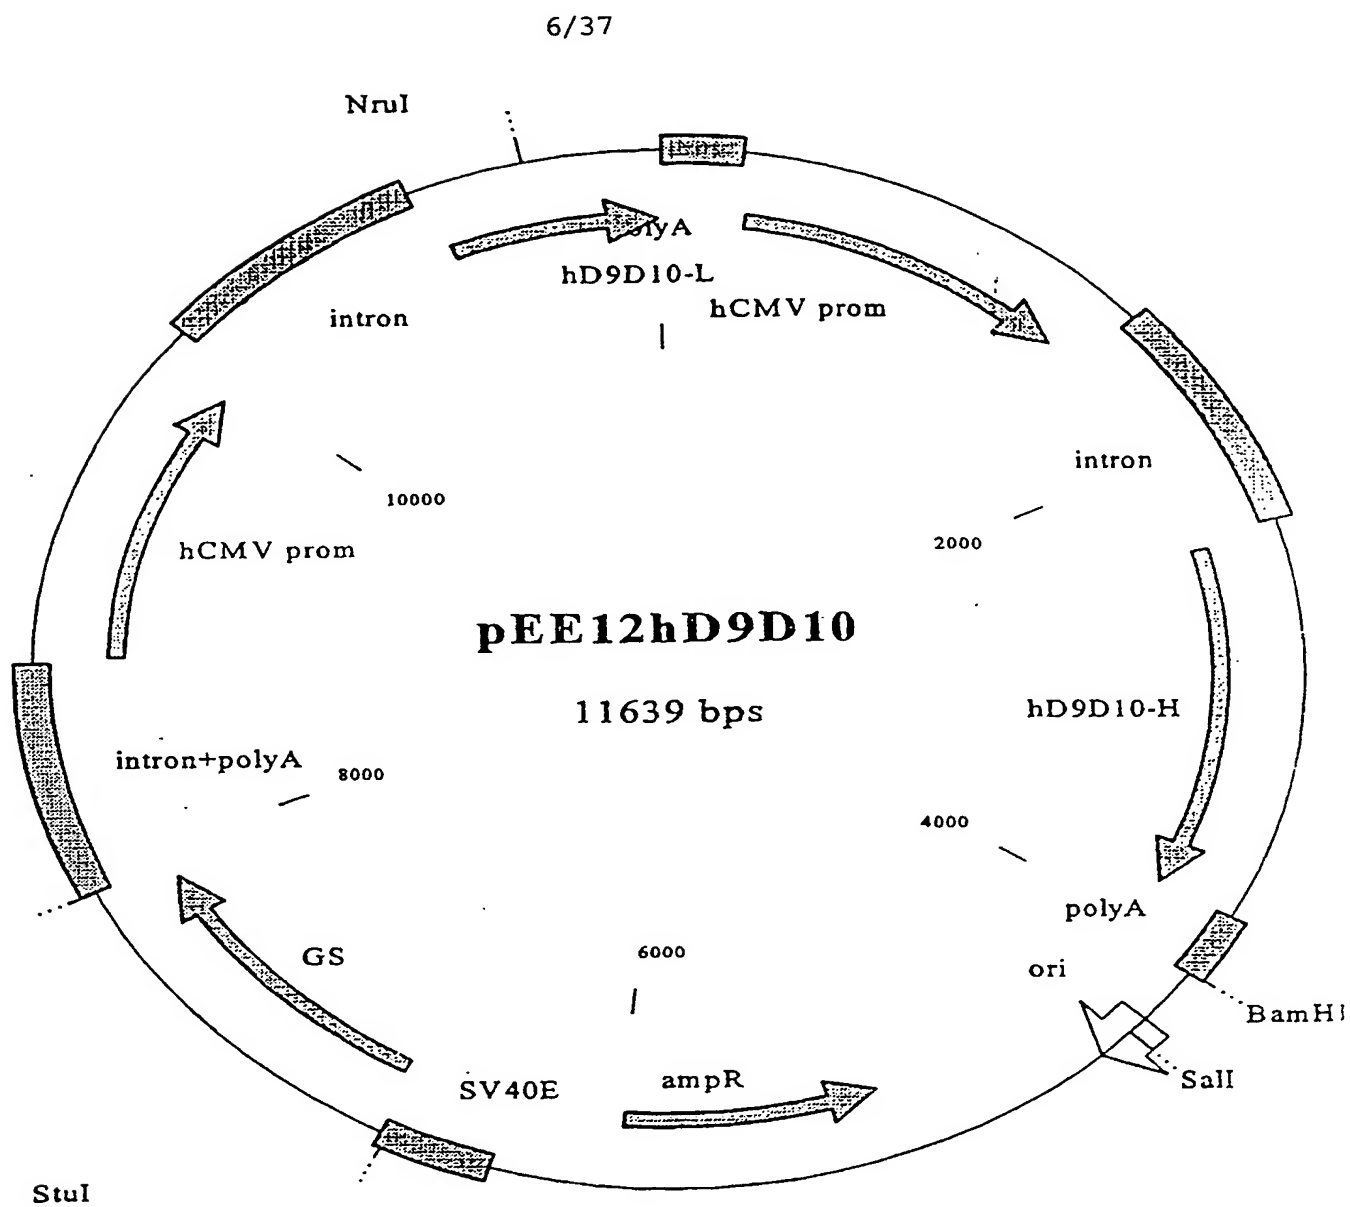 6/37
NruI
polyA
hD9D10-L
hCMV prom
intron
intron
10000
2000
hCMV prom
pEE12hD9D10
11639 bps
hD9D10-H
intron+polyA
8000
4000
polyA
GS
6000
ori
BamHI
SalI
SV40E
ampR
StuI